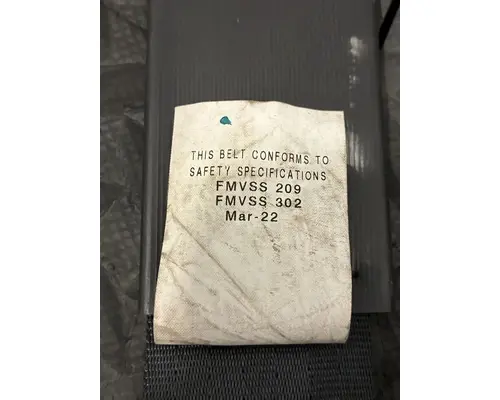 THIS BELT CONFORMS TO
SAFETY SPECIFICATIONS
FMVSS 209
FMVSS 302
Mar-22